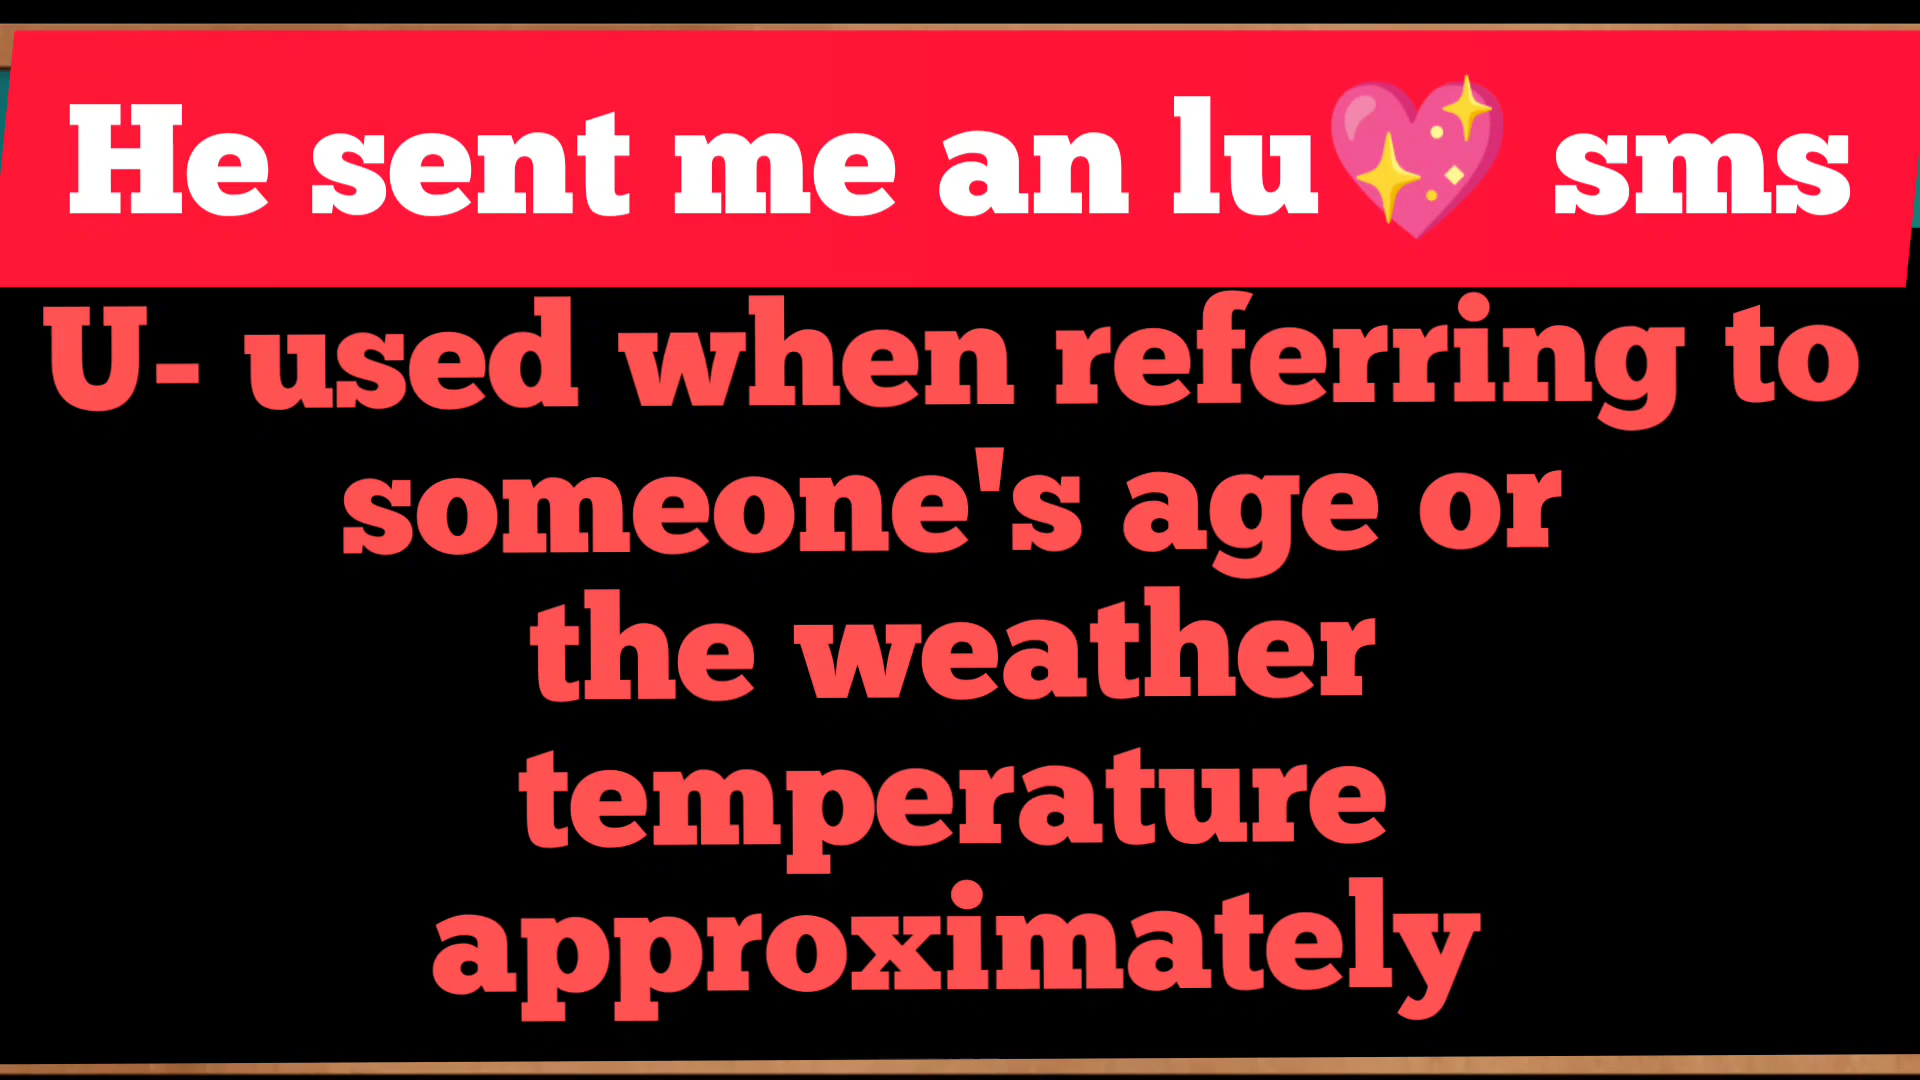 He sent me an lu💖 sms
U- used when referring to
someone's age or
the weather
temperature
approximately